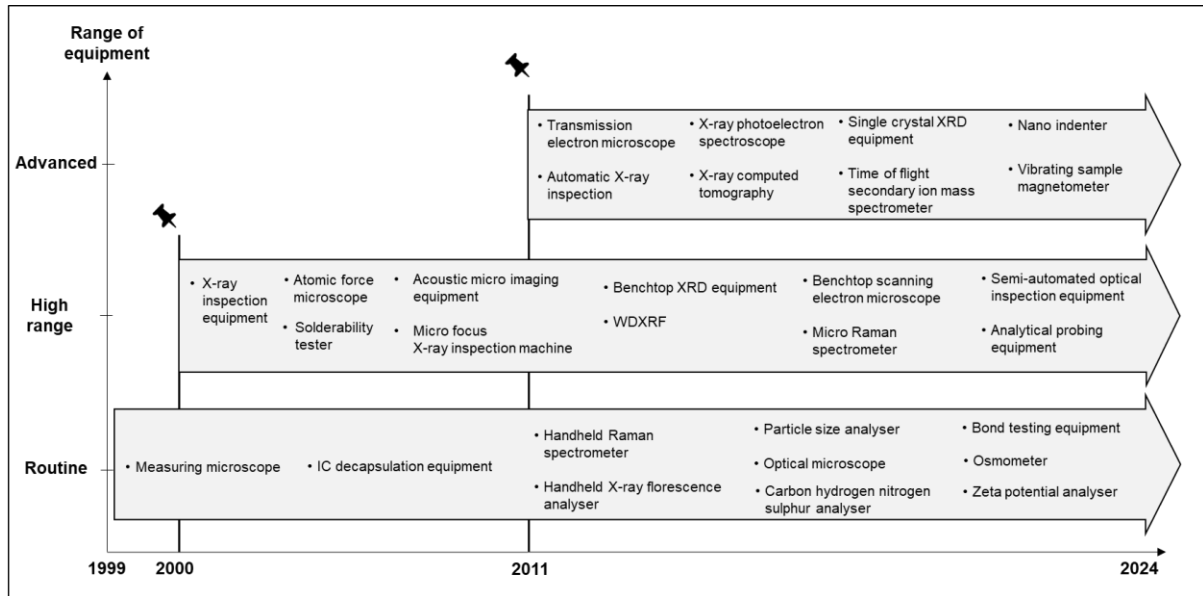 Range of
equipment
Advanced
• Transmission
electron microscope
• Automatic X-ray
inspection
• X-ray photoelectron
spectroscope
• X-ray computed
tomography
• Single crystal XRD
equipment
• Time of flight
secondary ion mass
spectrometer
• Nano indenter
• Vibrating sample
magnetometer
High
range
• X-ray
inspection
equipment
• Atomic force
microscope
• Solderability
tester
• Acoustic micro imaging
equipment
• Micro focus
X-ray inspection machine
• Benchtop XRD equipment
• WDXRF
• Benchtop scanning
electron microscope
• Micro Raman
spectrometer
• Semi-automated optical
inspection equipment
• Analytical probing
equipment
Routine
• Measuring microscope
• IC decapsulation equipment
• Handheld Raman
spectrometer
• Handheld X-ray florescence
analyser
• Particle size analyser
• Optical microscope
• Carbon hydrogen nitrogen
sulphur analyser
• Bond testing equipment
• Osmometer
• Zeta potential analyser
1999
2000
2011
2024